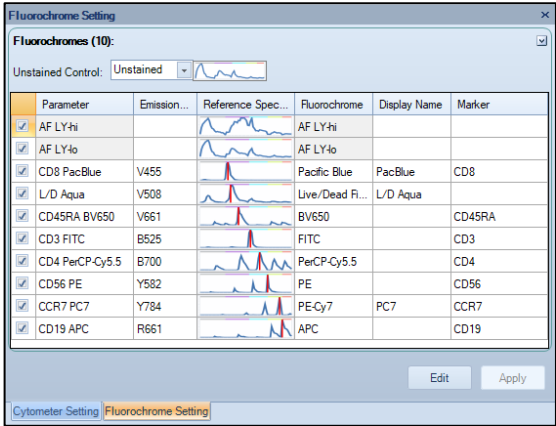 Fluorochrome Setting
Fluorochromes (10):
Unstained Control: Unstained
Parameter Emission... Reference Spec... Fluorochrome Display Name Marker
AF LY-hi AF LY-hi
AF LY-lo AF LY-lo
CD8 PacBlue V455 Pacific Blue PacBlue CD8
L/D Aqua V508 Live/Dead Fi... L/D Aqua
CD45RA BV650 V661 BV650 CD45RA
CD3 FITC B525 FITC CD3
CD4 PerCP-Cy5.5 B700 PerCP-Cy5.5 CD4
CD56 PE Y582 PE CD56
CCR7 PC7 Y784 PE-Cy7 PC7 CCR7
CD19 APC R661 APC CD19
Edit Apply
Cytometer Setting Fluorochrome Setting